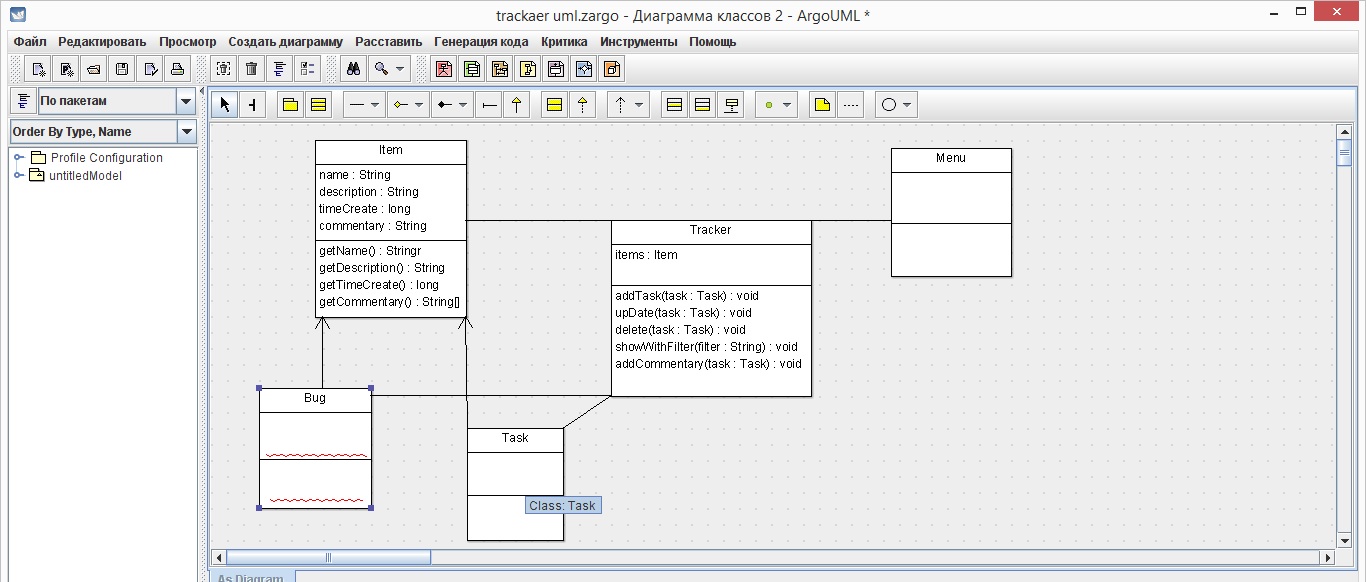 trackaer uml.zargo - Диаграмма классов 2 - ArgoUML *
Файл Редактировать Просмотр Создать диаграмму Расставить Генерация кода Критика Инструменты Помощь
По пакетам
Order By Type, Name
Profile Configuration
untitledModel
Item
name : String
description : String
timeCreate : long
commentary : String
getName() : Stringr
getDescription() : String
getTimeCreate() : long
getCommentary() : String[]
Menu
Tracker
items : Item
addTask(task : Task) : void
upDate(task : Task) : void
delete(task : Task) : void
showWithFilter(filter : String) : void
addCommentary(task : Task) : void
Bug
Task
Class: Task
As Diagram